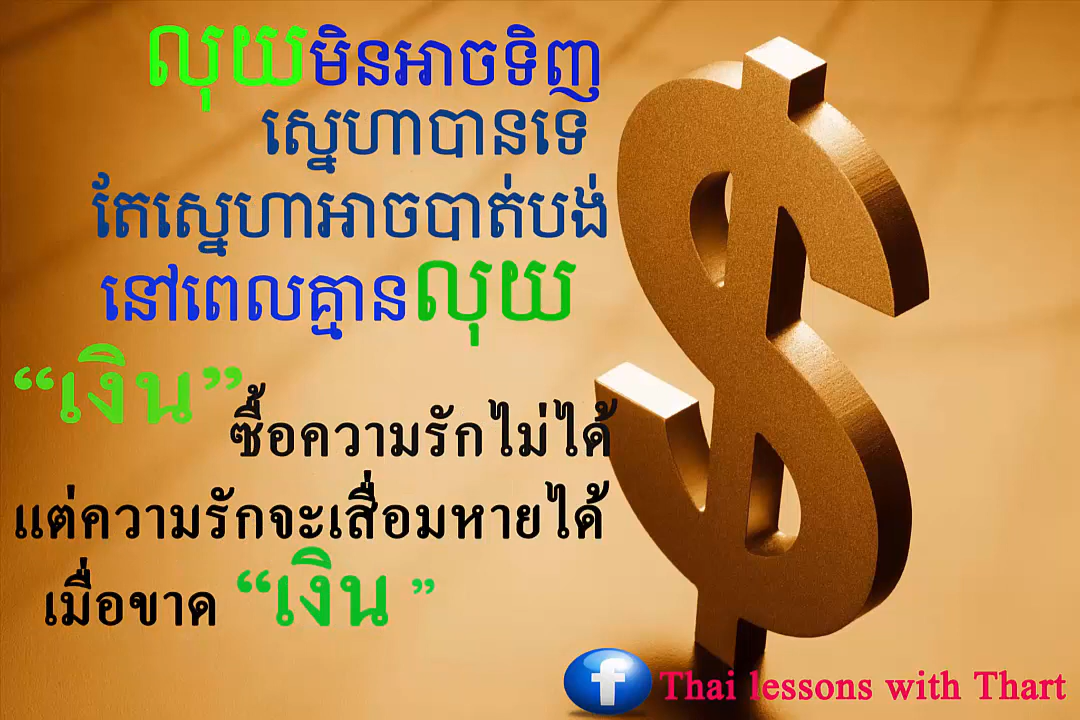 លុយមិនអាចទិញ
ស្នេហាបានទេ
តែស្នេហាអាចបាត់បង់
នៅពេលគ្មានលុយ
“เงิน”ซื้อความรักไม่ได้
แต่ความรักจะเสื่อมหายได้
เมื่อขาด “เงิน ”
f Thai lessons with Thart